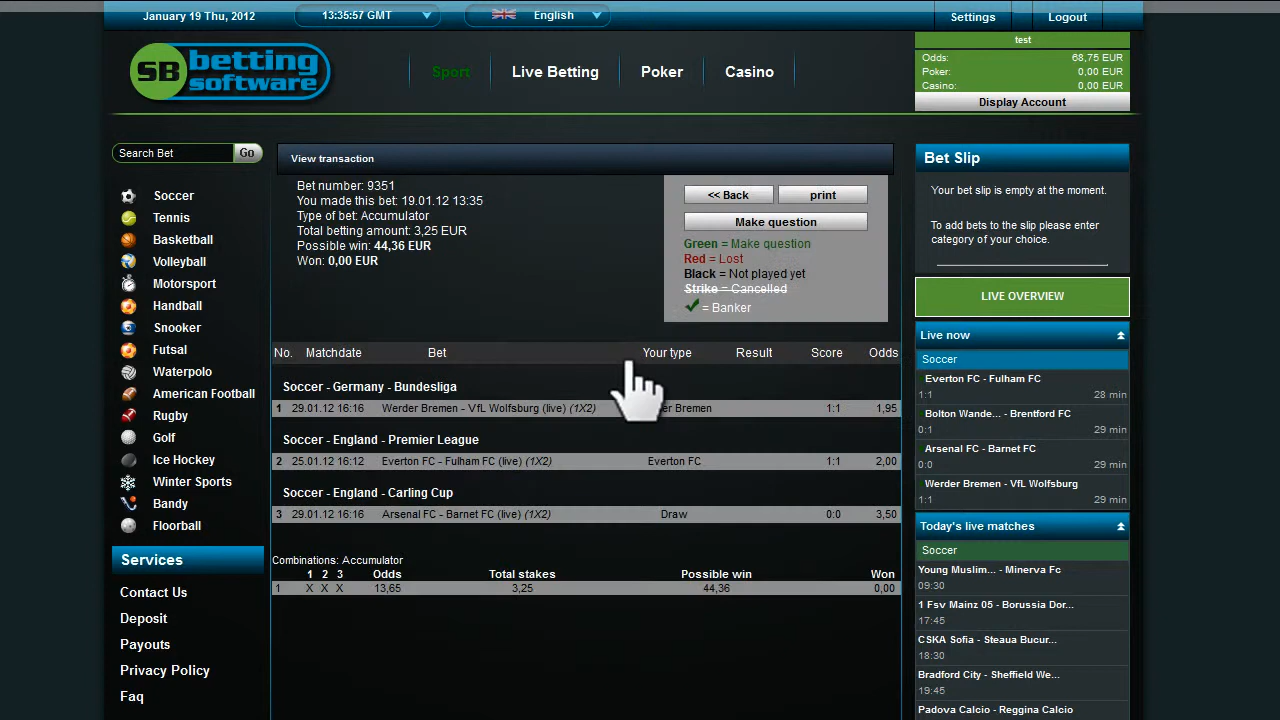 January 19 Thu, 2012
13:35:57 GMT
English
Settings
Logout
SB betting software
Sport
Live Betting
Poker
Casino
test
Odds: 68,75 EUR
Poker: 0,00 EUR
Casino: 0,00 EUR
Display Account
Search Bet
Go
Soccer
Tennis
Basketball
Volleyball
Motorsport
Handball
Snooker
Futsal
Waterpolo
American Football
Rugby
Golf
Ice Hockey
Winter Sports
Bandy
Floorball
Services
Contact Us
Deposit
Payouts
Privacy Policy
Faq
View transaction
Bet number: 9351
You made this bet: 19.01.12 13:35
Type of bet: Accumulator
Total betting amount: 3,25 EUR
Possible win: 44,36 EUR
Won: 0,00 EUR
<< Back
print
Make question
Green = Make question
Red = Lost
Black = Not played yet
Strike = Cancelled
= Banker
No. Matchdate Bet Your type Result Score Odds
Soccer - Germany - Bundesliga
1 29.01.12 16:16 Werder Bremen - VfL Wolfsburg (live) (1X2) er Bremen 1:1 1,95
Soccer - England - Premier League
2 25.01.12 16:12 Everton FC - Fulham FC (live) (1X2) Everton FC 1:1 2,00
Soccer - England - Carling Cup
3 29.01.12 16:16 Arsenal FC - Barnet FC (live) (1X2) Draw 0:0 3,50
Combinations: Accumulator
1 2 3 Odds Total stakes Possible win Won
1 X X X 13,65 3,25 44,36 0,00
Bet Slip
Your bet slip is empty at the moment.
To add bets to the slip please enter
category of your choice.
LIVE OVERVIEW
Live now
Soccer
Everton FC - Fulham FC
1:1 28 min
Bolton Wande... - Brentford FC
0:1 29 min
Arsenal FC - Barnet FC
0:0 29 min
Werder Bremen - VfL Wolfsburg
1:1 29 min
Today's live matches
Soccer
Young Muslim... - Minerva Fc
09:30
1 Fsv Mainz 05 - Borussia Dor...
17:45
CSKA Sofia - Steaua Bucur...
18:30
Bradford City - Sheffield We...
19:45
Padova Calcio - Reggina Calcio